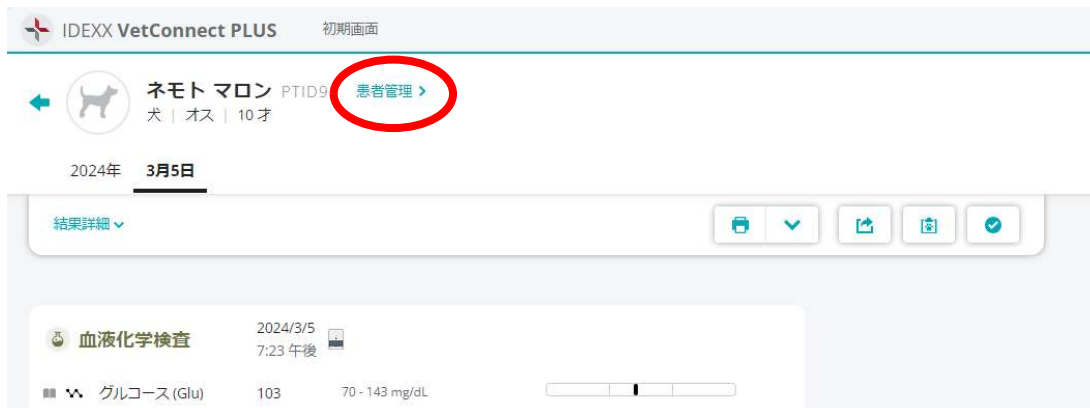 IDEXX VetConnect PLUS 初期画面
ネモト マロン PTID9 患者管理 >
犬 | オス | 10才
2024年 3月5日
結果詳細
血液化学検査 2024/3/5
7:23 午後
グルコース (Glu) 103 70 - 143 mg/dL